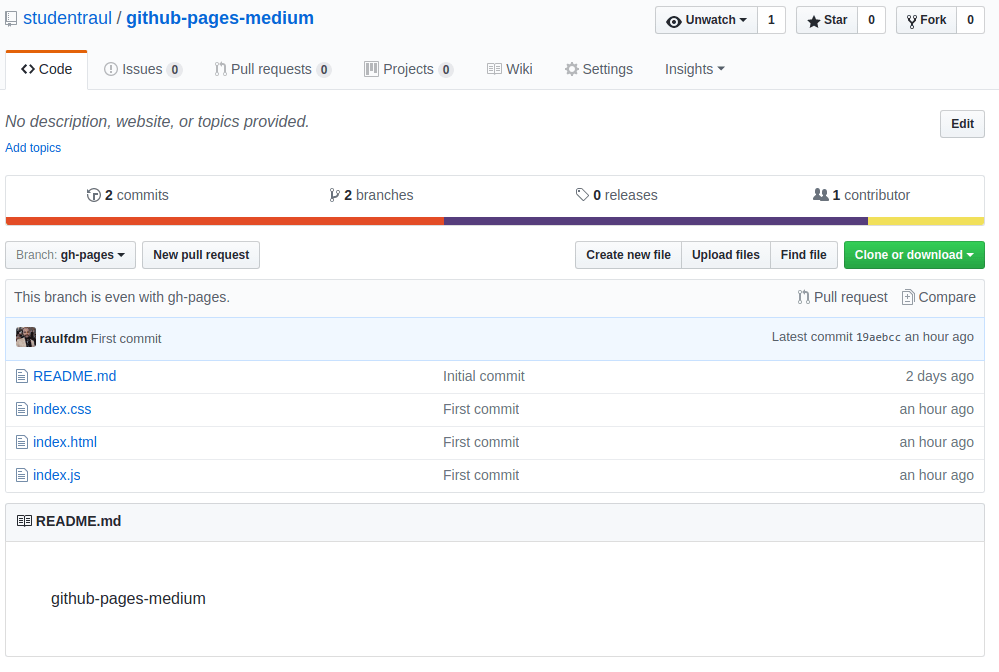 studentraul / github-pages-medium Unwatch 1 Star 0 Fork 0
Code Issues 0 Pull requests 0 Projects 0 Wiki Settings Insights
No description, website, or topics provided. Edit
Add topics
2 commits 2 branches 0 releases 1 contributor
Branch: gh-pages New pull request Create new file Upload files Find file Clone or download
This branch is even with gh-pages. Pull request Compare
raulfdm First commit Latest commit 19aebcc an hour ago
README.md Initial commit 2 days ago
index.css First commit an hour ago
index.html First commit an hour ago
index.js First commit an hour ago
README.md
github-pages-medium